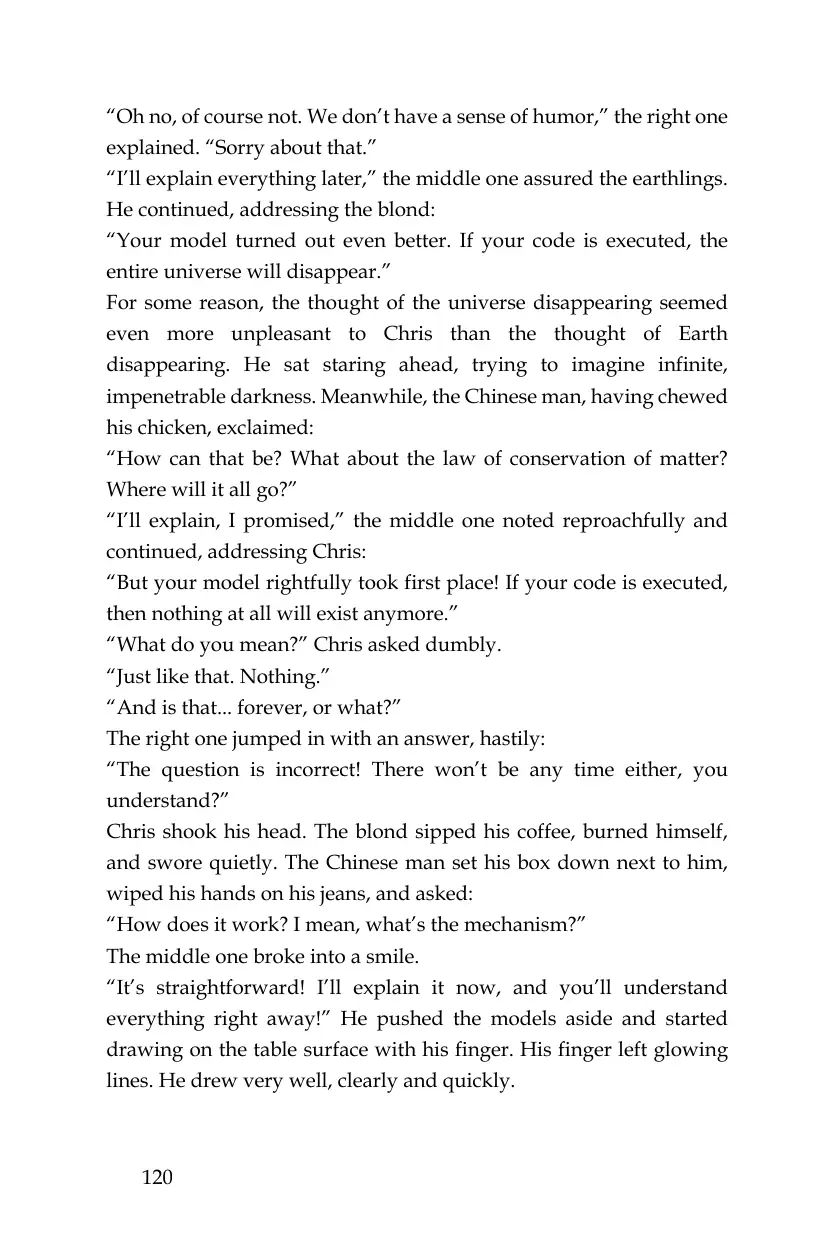 “Oh no, of course not. We don’t have a sense of humor,” the right one
explained. “Sorry about that.”
“I’ll explain everything later,” the middle one assured the earthlings.
He continued, addressing the blond:
“Your model turned out even better. If your code is executed, the
entire universe will disappear.”
For some reason, the thought of the universe disappearing seemed
even more unpleasant to Chris than the thought of Earth
disappearing. He sat staring ahead, trying to imagine infinite,
impenetrable darkness. Meanwhile, the Chinese man, having chewed
his chicken, exclaimed:
“How can that be? What about the law of conservation of matter?
Where will it all go?”
“I’ll explain, I promised,” the middle one noted reproachfully and
continued, addressing Chris:
“But your model rightfully took first place! If your code is executed,
then nothing at all will exist anymore.”
“What do you mean?” Chris asked dumbly.
“Just like that. Nothing.”
“And is that... forever, or what?”
The right one jumped in with an answer, hastily:
“The question is incorrect! There won’t be any time either, you
understand?”
Chris shook his head. The blond sipped his coffee, burned himself,
and swore quietly. The Chinese man set his box down next to him,
wiped his hands on his jeans, and asked:
“How does it work? I mean, what’s the mechanism?”
The middle one broke into a smile.
“It’s straightforward! I’ll explain it now, and you’ll understand
everything right away!” He pushed the models aside and started
drawing on the table surface with his finger. His finger left glowing
lines. He drew very well, clearly and quickly.
120